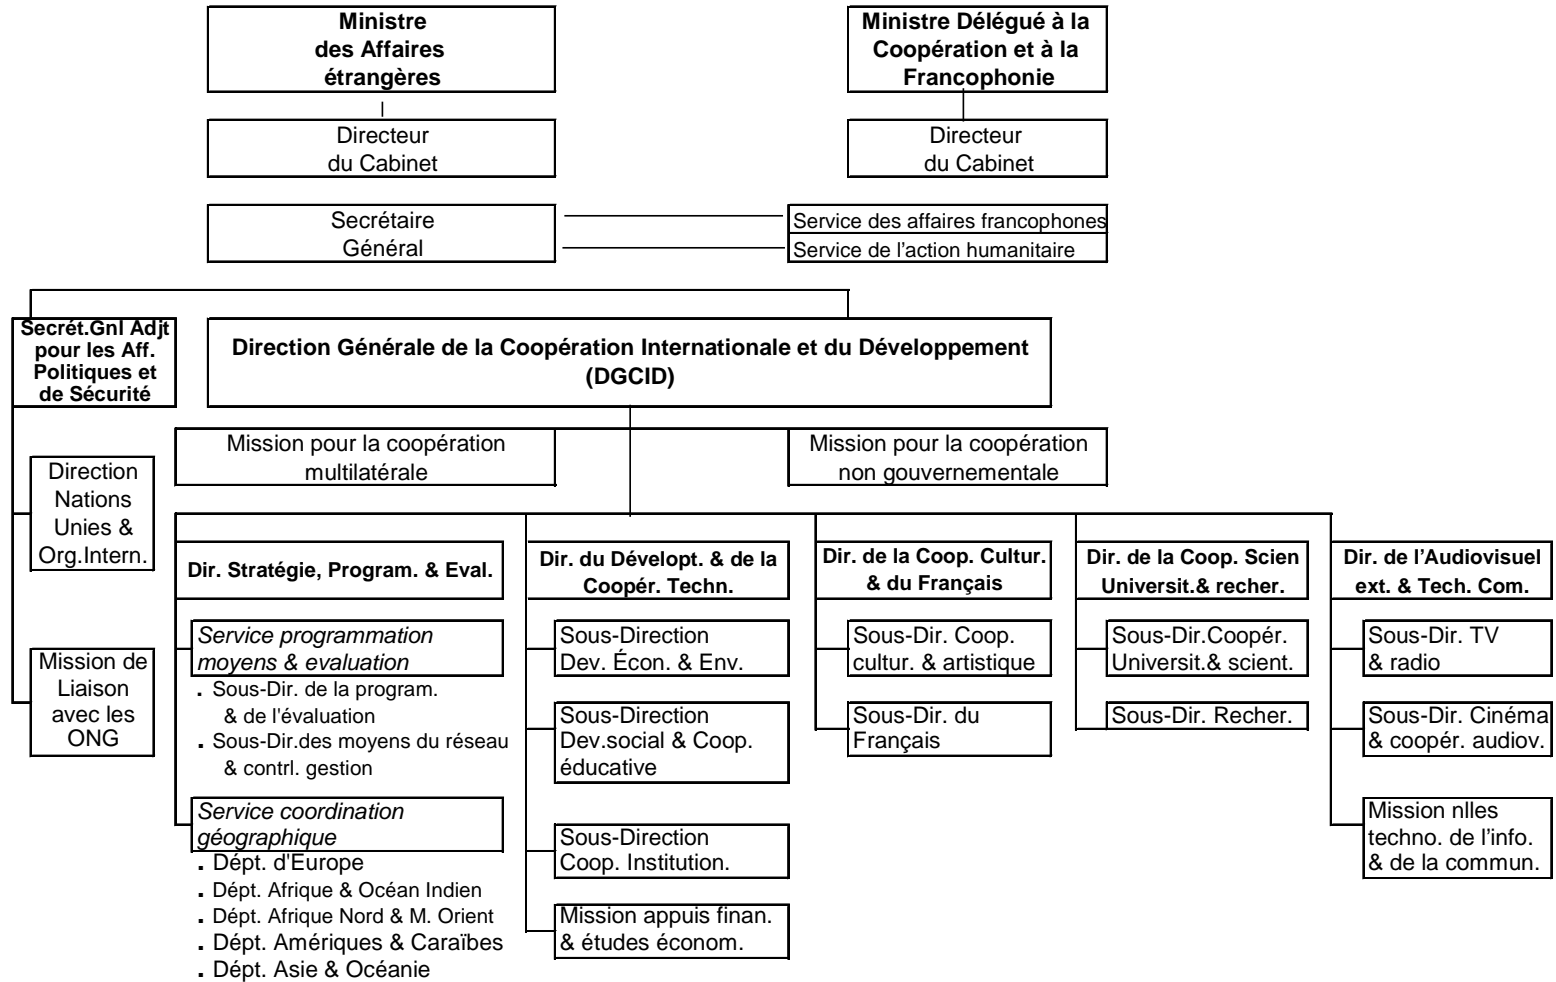 Ministre
des Affaires
étrangères
Ministre Délégué à la
Coopération et à la
Francophonie
Directeur
du Cabinet
Directeur
du Cabinet
Secrétaire
Général
Service des affaires francophones
Service de l'action humanitaire
Secrét.Gnl Adjt
pour les Aff.
Politiques et
de Sécurité
Direction Générale de la Coopération Internationale et du Développement
(DGCID)
Mission pour la coopération
multilatérale
Mission pour la coopération
non gouvernementale
Direction
Nations
Unies &
Org.Intern.
Mission de
Liaison
avec les
ONG
Dir. Stratégie, Program. & Eval.
Service programmation
moyens & evaluation
. Sous-Dir. de la program.
& de l'évaluation
. Sous-Dir.des moyens du réseau
& contrl. gestion
Service coordination
géographique
. Dépt. d'Europe
. Dépt. Afrique & Océan Indien
. Dépt. Afrique Nord & M. Orient
. Dépt. Amériques & Caraïbes
. Dépt. Asie & Océanie
Dir. du Dévelopt. & de la
Coopér. Techn.
Sous-Direction
Dev. Écon. & Env.
Sous-Direction
Dev.social & Coop.
éducative
Sous-Direction
Coop. Institution.
Mission appuis finan.
& études économ.
Dir. de la Coop. Cultur.
& du Français
Sous-Dir. Coop.
cultur. & artistique
Sous-Dir. du
Français
Dir. de la Coop. Scien
Universit.& recher.
Sous-Dir.Coopér.
Universit.& scient.
Sous-Dir. Recher.
Dir. de l'Audiovisuel
ext. & Tech. Com.
Sous-Dir. TV
& radio
Sous-Dir. Cinéma
& coopér. audiov.
Mission nlles
techno. de l'info.
& de la commun.